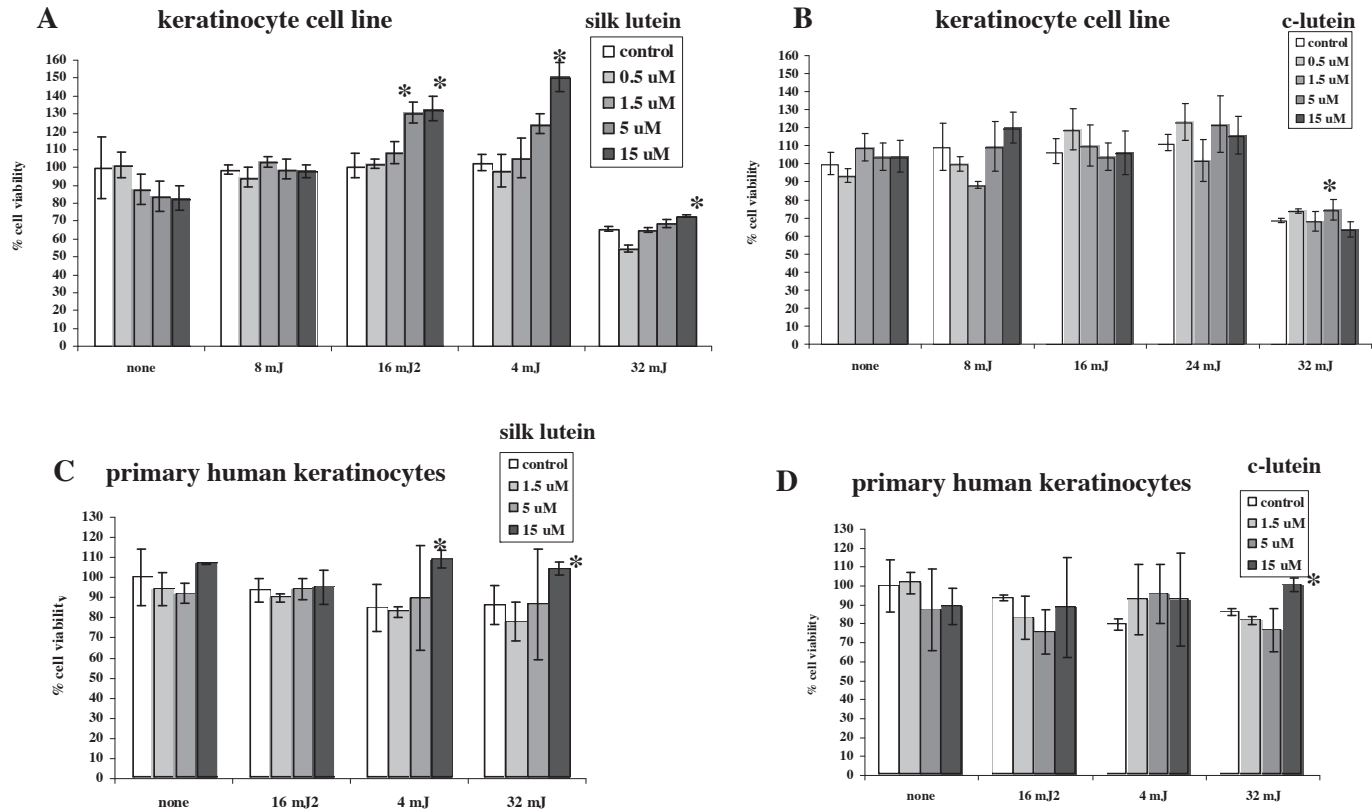 A
keratinocyte cell line
silk lutein
control
0.5 uM
1.5 uM
5 uM
15 uM
% cell viability
160
150
140
130
120
110
100
90
80
70
60
50
40
30
20
10
0
*
*
*
*
none
8 mJ
16 mJ2
4 mJ
32 mJ
B
keratinocyte cell line
c-lutein
control
0.5 uM
1.5 uM
5 uM
15 uM
% cell viability
160
150
140
130
120
110
100
90
80
70
60
50
40
30
20
10
0
*
none
8 mJ
16 mJ
24 mJ
32 mJ
C
primary human keratinocytes
silk lutein
control
1.5 uM
5 uM
15 uM
% cell viability
130
120
110
100
90
80
70
60
50
40
30
20
10
0
*
*
none
16 mJ2
4 mJ
32 mJ
D
primary human keratinocytes
c-lutein
control
1.5 uM
5 uM
15 uM
% cell viability
130
120
110
100
90
80
70
60
50
40
30
20
10
0
*
none
16 mJ2
4 mJ
32 mJ